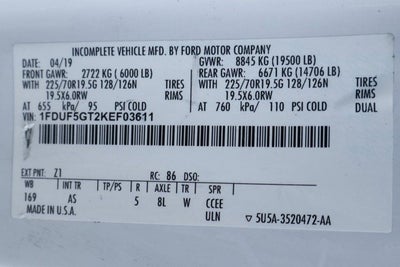 INCOMPLETE VEHICLE MFD. BY FORD MOTOR COMPANY
DATE: 04/19 GVWR: 8845 KG (19500 LB)
FRONT GAWR: 2722 KG ( 6000 LB) REAR GAWR: 6671 KG (14706 LB)
WITH 225/70R19.5G 128/126N TIRES WITH 225/70R19.5G 128/126N TIRES
19.5X6.0RW RIMS 19.5X6.0RW RIMS
AT 655 kPa/ 95 PSI COLD AT 760 kPa/ 110 PSI COLD DUAL
VIN: 1FDUF5GT2KEF03611
EXT PNT: Z1 RC: 86 DSO:
WB INT TR TP/PS R AXLE TR SPR
169 AS 5 8L W CCEE
MADE IN U.S.A. ULN ▽ 5U5A-3520472-AA